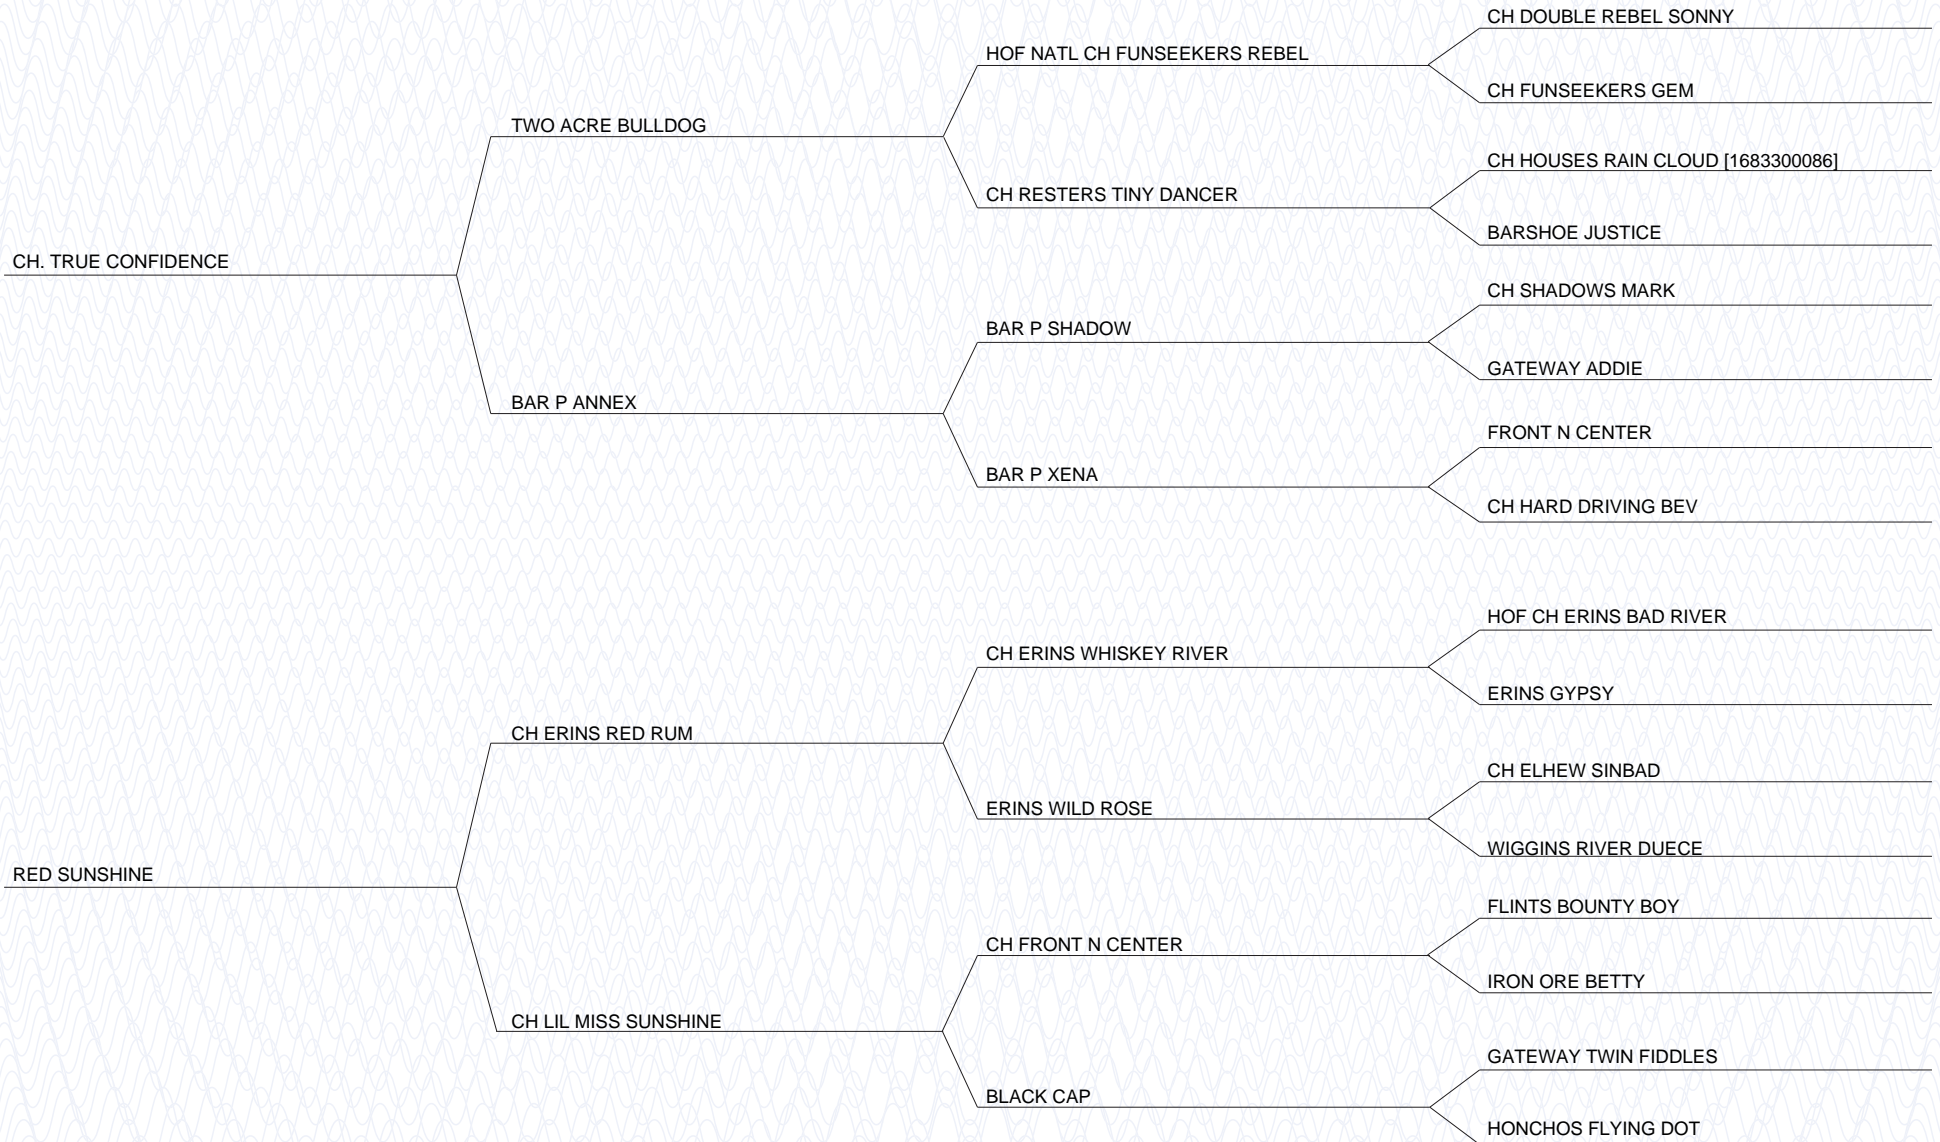 CH DOUBLE REBEL SONNY
HOF NATL CH FUNSEEKERS REBEL
CH FUNSEEKERS GEM
TWO ACRE BULLDOG
CH HOUSES RAIN CLOUD [1683300086]
CH RESTERS TINY DANCER
BARSHOE JUSTICE
CH. TRUE CONFIDENCE
CH SHADOWS MARK
BAR P SHADOW
GATEWAY ADDIE
BAR P ANNEX
FRONT N CENTER
BAR P XENA
CH HARD DRIVING BEV
HOF CH ERINS BAD RIVER
CH ERINS WHISKEY RIVER
ERINS GYPSY
CH ERINS RED RUM
CH ELHEW SINBAD
ERINS WILD ROSE
WIGGINS RIVER DUECE
RED SUNSHINE
FLINTS BOUNTY BOY
CH FRONT N CENTER
IRON ORE BETTY
CH LIL MISS SUNSHINE
GATEWAY TWIN FIDDLES
BLACK CAP
HONCHOS FLYING DOT